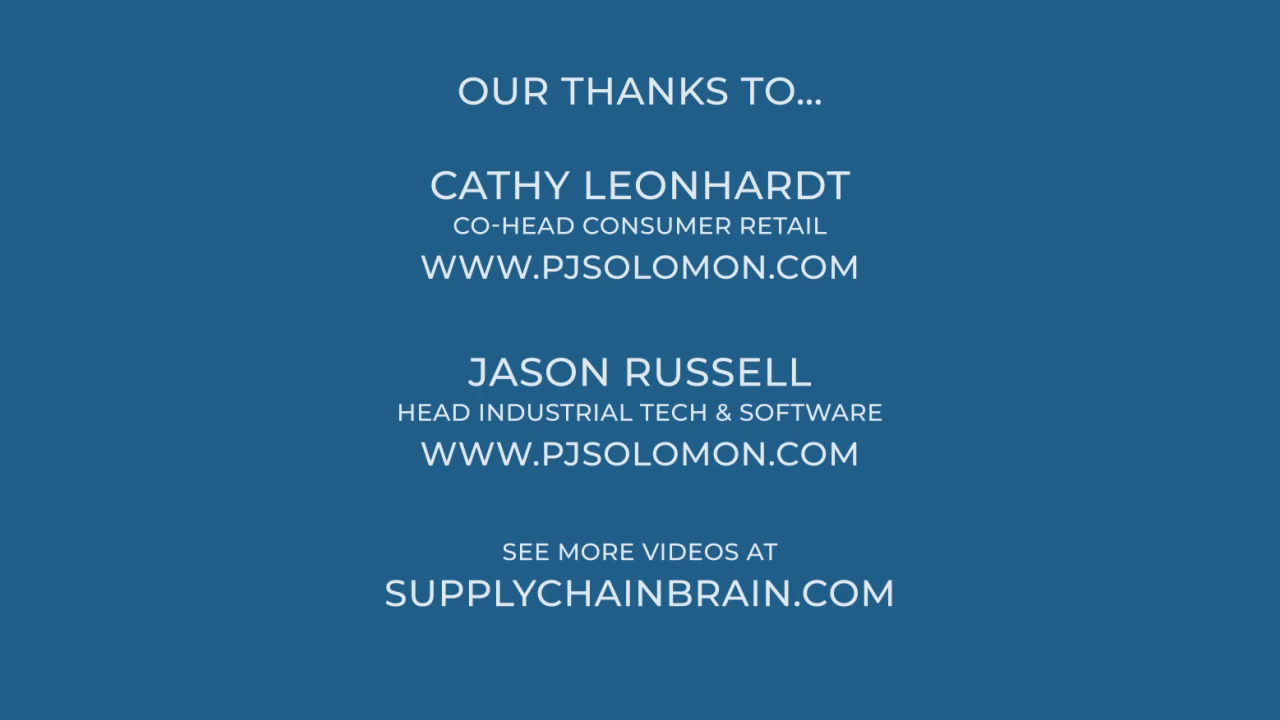 OUR THANKS TO...
CATHY LEONHARDT
CO-HEAD CONSUMER RETAIL
WWW.PJSOLOMON.COM
JASON RUSSELL
HEAD INDUSTRIAL TECH & SOFTWARE
WWW.PJSOLOMON.COM
SEE MORE VIDEOS AT
SUPPLYCHAINBRAIN.COM